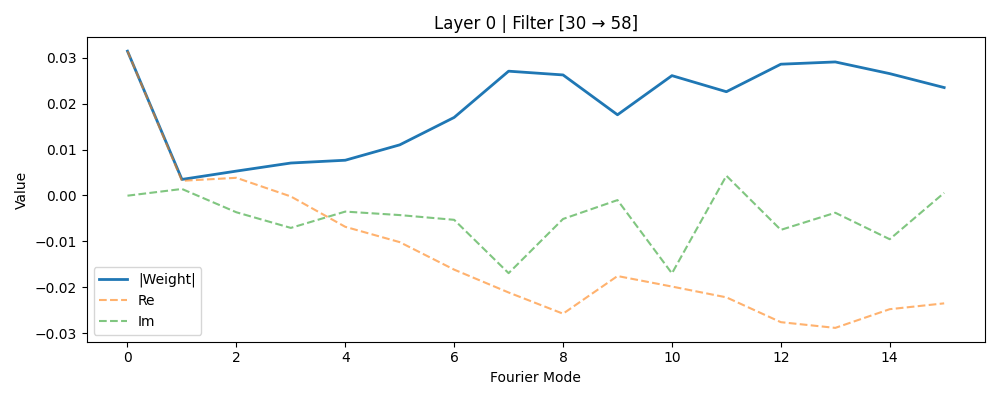 Layer 0 | Filter [30 → 58]
Value
0.03
0.02
0.01
0.00
−0.01
−0.02
−0.03
|Weight|
Re
Im
0 2 4 6 8 10 12 14
Fourier Mode